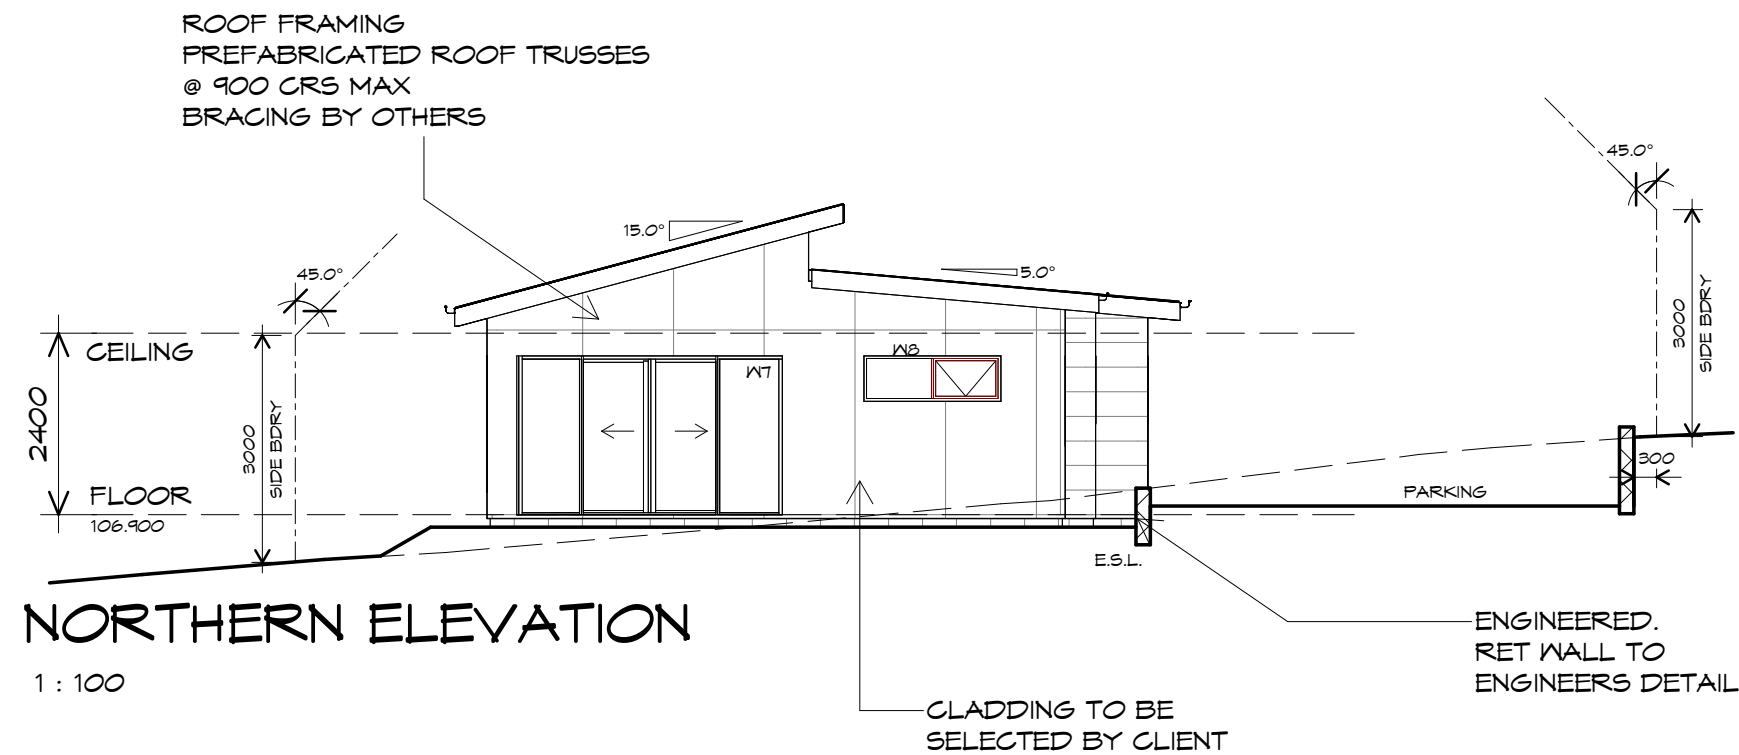 ROOF FRAMING
PREFABRICATED ROOF TRUSSES
@ 900 CRS MAX
BRACING BY OTHERS
45.0°
15.0°
45.0°
5.0°
CEILING
2400
3000
SIDE BDRY
W7
W8
3000
SIDE BDRY
300
FLOOR
106.900
PARKING
E.S.L.
NORTHERN ELEVATION
1 : 100
ENGINEERED.
RET WALL TO
ENGINEERS DETAIL
CLADDING TO BE
SELECTED BY CLIENT